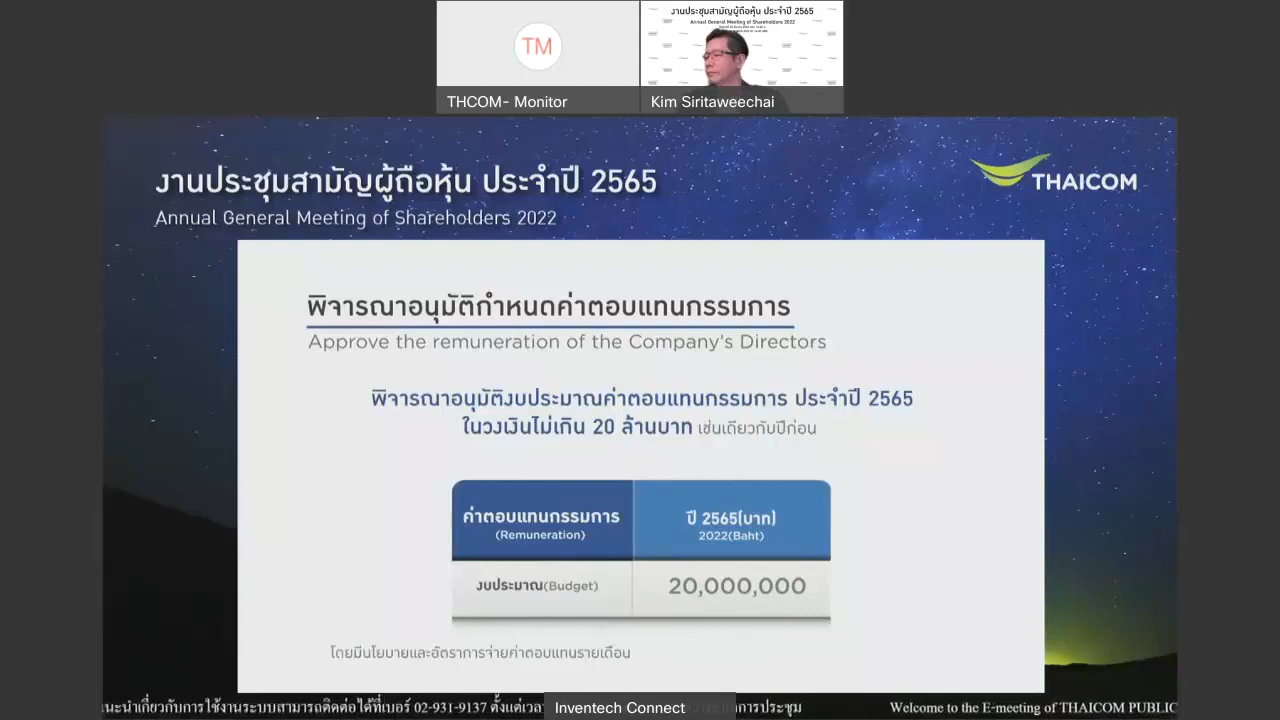 งานประชุมสามัญผู้ถือหุ้น ประจำปี 2565
Annual General Meeting of Shareholders 2022
TM
THCOM- Monitor
Kim Siritaweechai
งานประชุมสามัญผู้ถือหุ้น ประจำปี 2565
Annual General Meeting of Shareholders 2022
THAICOM
พิจารณาอนุมัติกำหนดค่าตอบแทนกรรมการ
Approve the remuneration of the Company's Directors
พิจารณาอนุมัติงบประมาณค่าตอบแทนกรรมการ ประจำปี 2565
ในวงเงินไม่เกิน 20 ล้านบาท เช่นเดียวกับปีก่อน
ค่าตอบแทนกรรมการ
(Remuneration)
ปี 2565(บาท)
2022(Baht)
งบประมาณ(Budget)
20,000,000
โดยมีนโยบายและอัตราการจ่ายค่าตอบแทนรายเดือน
แนะนำเกี่ยวกับการใช้งานระบบสามารถติดต่อได้ที่เบอร์ 02-931-9137 ตั้งแต่เวลา
การประชุม
Welcome to the E-meeting of THAICOM PUBLIC
Inventech Connect